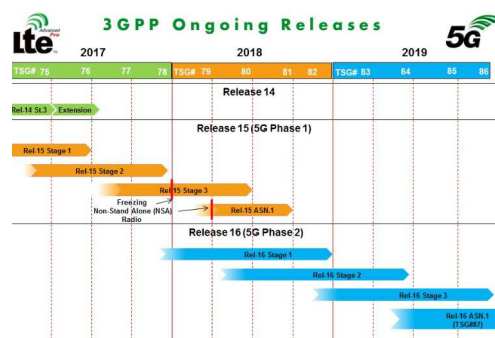 3GPP Ongoing Releases
LTE Advanced Pro
5G
2017 2018 2019
TSG# 75 76 77 78 TSG# 79 80 81 82 TSG# 83 84 85 86
Release 14
Rel-14 St.3 Extension
Release 15 (5G Phase 1)
Rel-15 Stage 1
Rel-15 Stage 2
Rel-15 Stage 3
Freezing
Non-Stand Alone (NSA)
Radio
Rel-15 ASN.1
Release 16 (5G Phase 2)
Rel-16 Stage 1
Rel-16 Stage 2
Rel-16 Stage 3
Rel-16 ASN.1
(TSG#87)